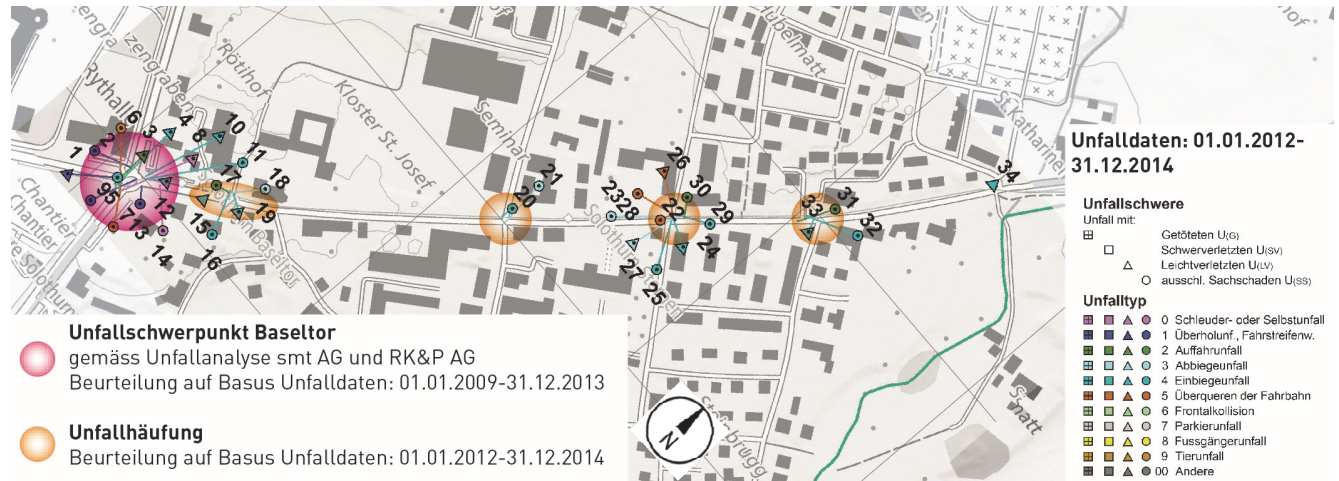 zengraben
Rythalle
Rötihof
Kloster St. Josef
Seminar
Hubelmatt
St.Katharinen
Chantier
Chantier
1
2
6
3
4
8
10
11
9
5
7
12
13
14
15
16
17
18
19
20
21
22
23
28
24
25
26
27
29
30
31
32
33
34
Unfalldaten: 01.01.2012-
31.12.2014
Unfallschwere
Unfall mit:
Getöteten U(G)
Schwerverletzten U(SV)
Leichtverletzten U(LV)
ausschl. Sachschaden U(SS)
Unfalltyp
0 Schleuder- oder Selbstunfall
1 Überholunf., Fahrstreifenw.
2 Auffahrunfall
3 Abbiegeunfall
4 Einbiegeunfall
5 Überqueren der Fahrbahn
6 Frontalkollision
7 Parkierunfall
8 Fussgängerunfall
9 Tierunfall
00 Andere
Unfallschwerpunkt Baseltor
gemäss Unfallanalyse smt AG und RK&P AG
Beurteilung auf Basus Unfalldaten: 01.01.2009-31.12.2013
Unfallhäufung
Beurteilung auf Basus Unfalldaten: 01.01.2012-31.12.2014
N